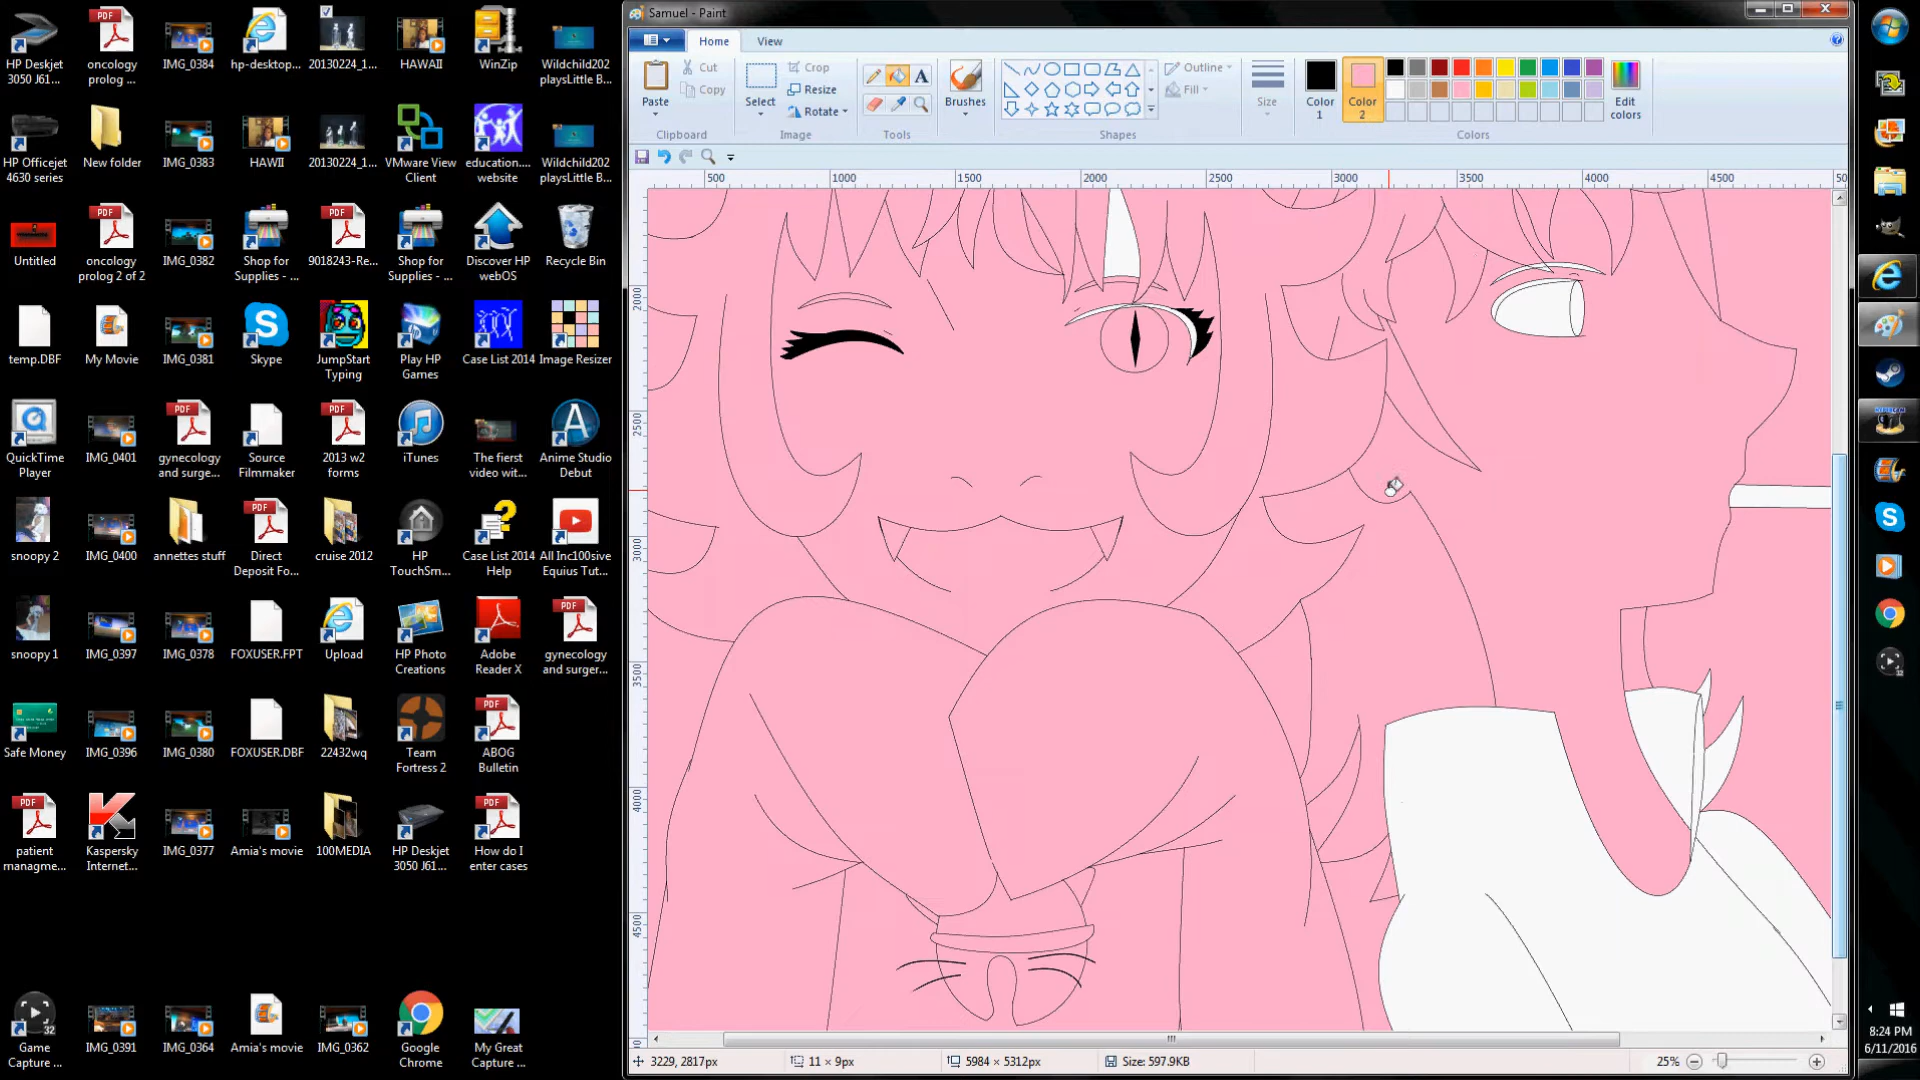 HP Deskjet 3050 J61...
oncology prolog ...
IMG_0384
hp-desktop...
20130224_1...
HAWAII
WinZip
Wildchild202 playsLittle B...
HP Officejet 4630 series
New folder
IMG_0383
HAWII
20130224_1...
VMware View Client
education.... website
Wildchild202 playsLittle B...
Untitled
oncology prolog 2 of 2
IMG_0382
Shop for Supplies - ...
9018243-Re...
Shop for Supplies - ...
Discover HP webOS
Recycle Bin
temp.DBF
My Movie
IMG_0381
Skype
JumpStart Typing
Play HP Games
Case List 2014
Image Resizer
QuickTime Player
IMG_0401
gynecology and surge...
Source Filmmaker
2013 w2 forms
iTunes
The fierst video wit...
Anime Studio Debut
snoopy 2
IMG_0400
annettes stuff
Direct Deposit Fo...
cruise 2012
HP TouchSm...
Case List 2014 Help
All Inc100sive Equius Tut...
snoopy 1
IMG_0397
IMG_0378
FOXUSER.FPT
Upload
HP Photo Creations
Adobe Reader X
gynecology and surger...
Safe Money
IMG_0396
IMG_0380
FOXUSER.DBF
22432wq
Team Fortress 2
ABOG Bulletin
patient managme...
Kaspersky Internet...
IMG_0377
Amia's movie
100MEDIA
HP Deskjet 3050 J61...
How do I enter cases
Game Capture ...
IMG_0391
IMG_0364
Amia's movie
IMG_0362
Google Chrome
My Great Capture ...
Samuel - Paint
Home
View
Paste
Cut
Copy
Clipboard
Select
Crop
Resize
Rotate
Image
A
Tools
Brushes
Outline
Fill
Shapes
Size
Color 1
Color 2
Edit colors
Colors
500
1000
1500
2000
2500
3000
3500
4000
4500
50
2000
2500
3000
3500
4000
4500
3229, 2817px
11 × 9px
5984 × 5312px
Size: 597.9KB
25%
8:24 PM
6/11/2016